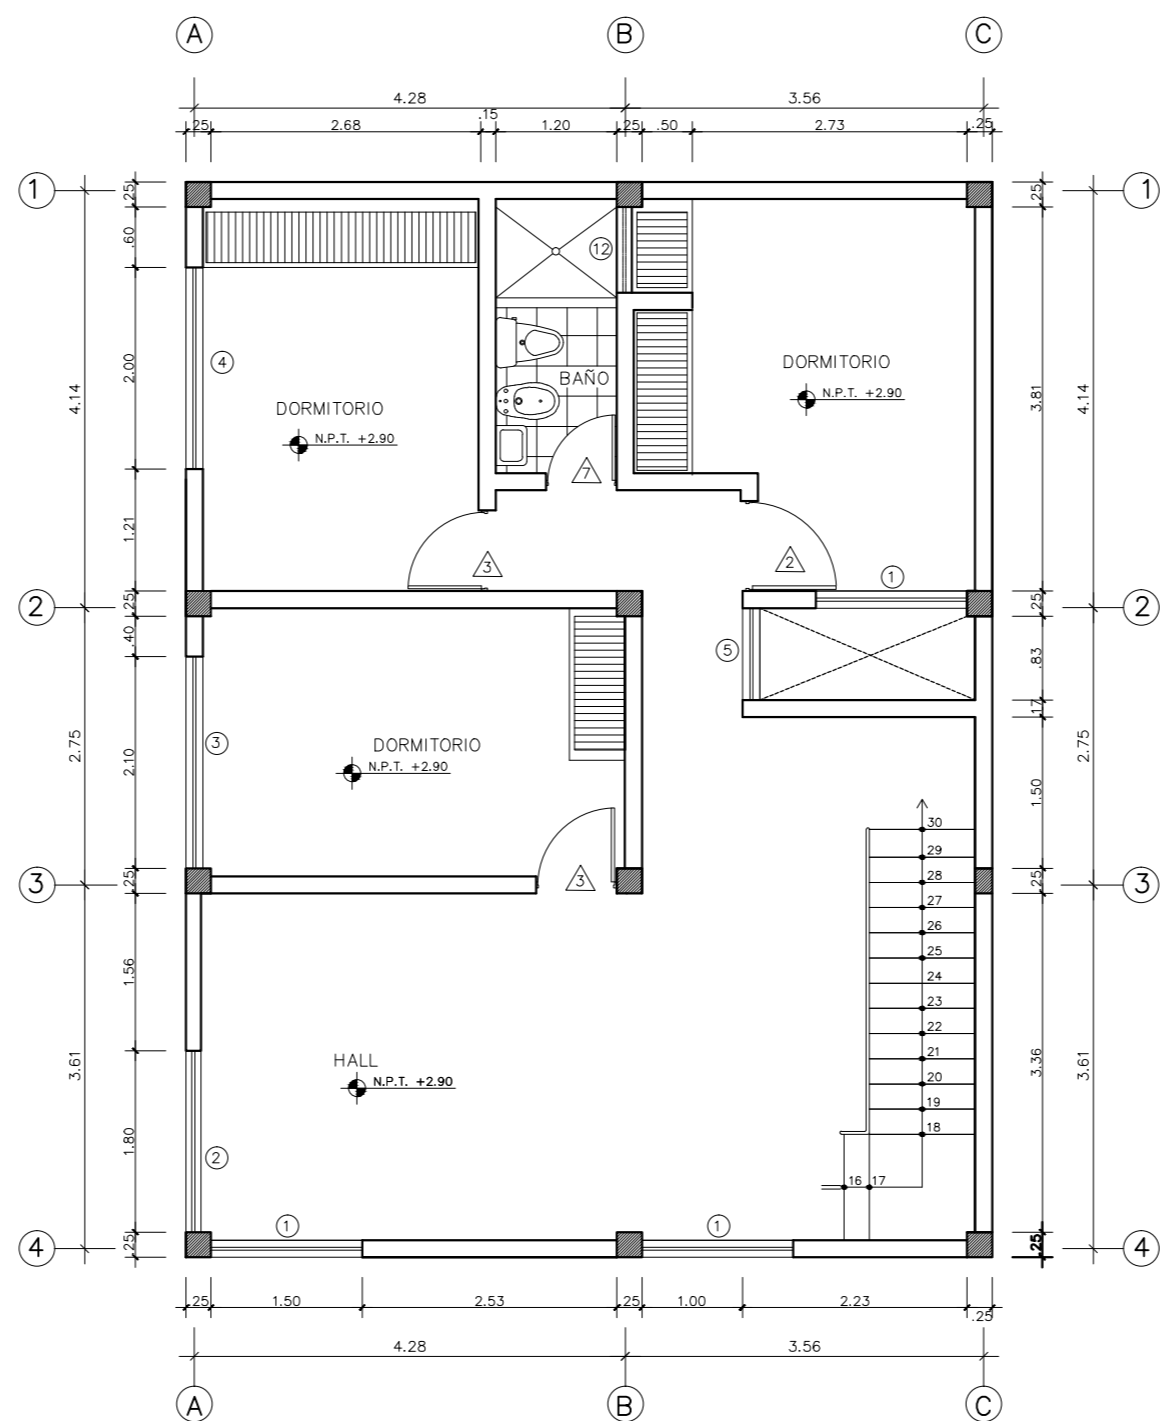 A B C
4.28 3.56
.25 2.68 .15 1.20 .25 .50 2.73 .25
1 1
.25 .25
.60
12
2.00
4
4.14 3.81 4.14
DORMITORIO
N.P.T. +2.90
BAÑO
DORMITORIO
N.P.T. +2.90
7
1.21
3 2
1
2 2
.25 .25
.40
5
.83
.17
3
DORMITORIO
N.P.T. +2.90
2.75 2.10 1.50 2.75
30
29
28
27
26
25
24
23
22
21
20
19
18
16 17
3 3
.25 .25
3
1.56
HALL
N.P.T. +2.90
3.61 3.36 3.61
1.80
2
1 1
4 4
.25 .25
.25 1.50 2.53 .25 1.00 2.23 .25
4.28 3.56
A B C